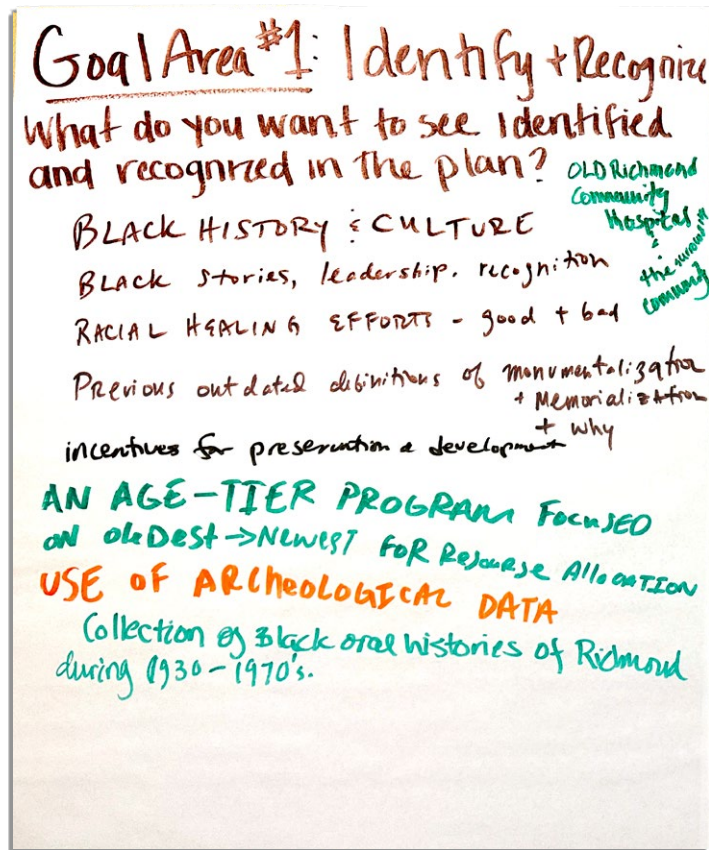 Goal Area #1: Identify + Recognize
What do you want to see identified
and recognized in the plan?
OLD Richmond
Community
Hospital
&
the surrounding
community
BLACK HISTORY & CULTURE
BLACK stories, leadership, recognition
RACIAL HEALING EFFORTS - good + bad
Previous outdated definitions of monumentalization
+ Memorialization
+ why
incentives for preservation & development
AN AGE-TIER PROGRAM FOCUSED
ON OLDEST → NEWEST FOR Resourse Allocation
USE OF ARCHEOLOGICAL DATA
Collection of Black oral histories of Richmond
during 1930-1970's.